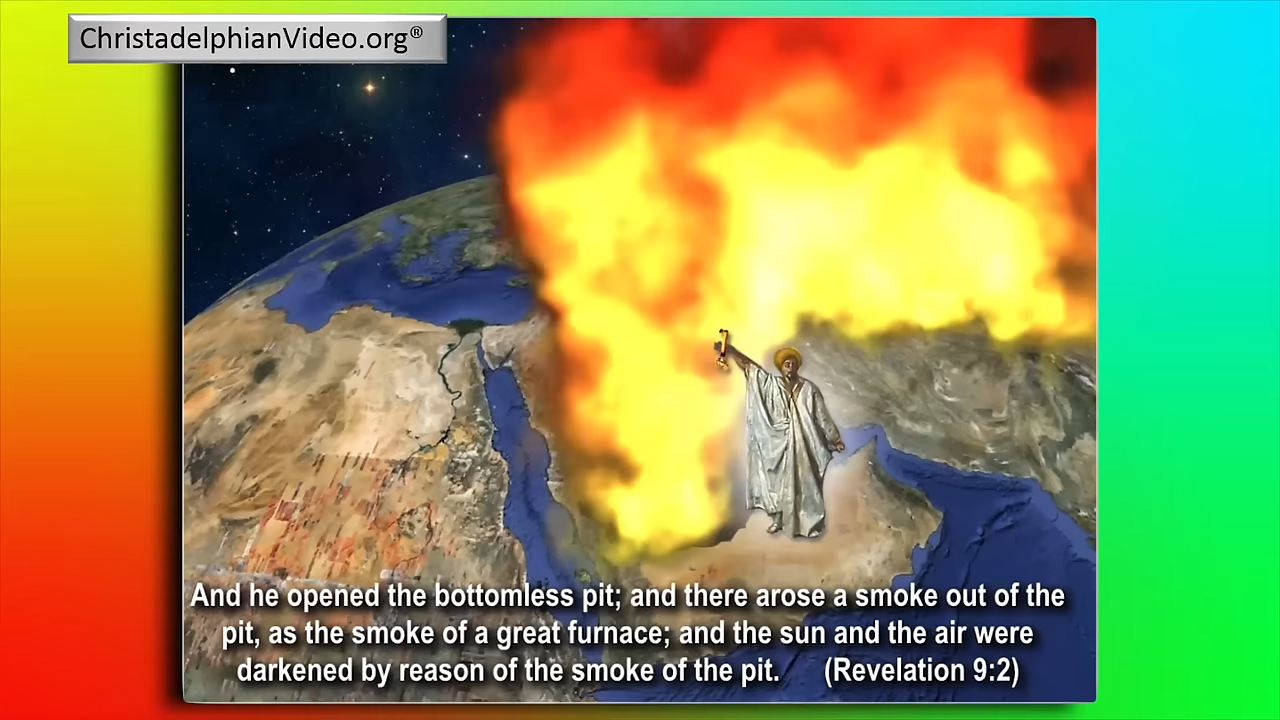 ChristadelphianVideo.org®
And he opened the bottomless pit; and there arose a smoke out of the
pit, as the smoke of a great furnace; and the sun and the air were
darkened by reason of the smoke of the pit. (Revelation 9:2)